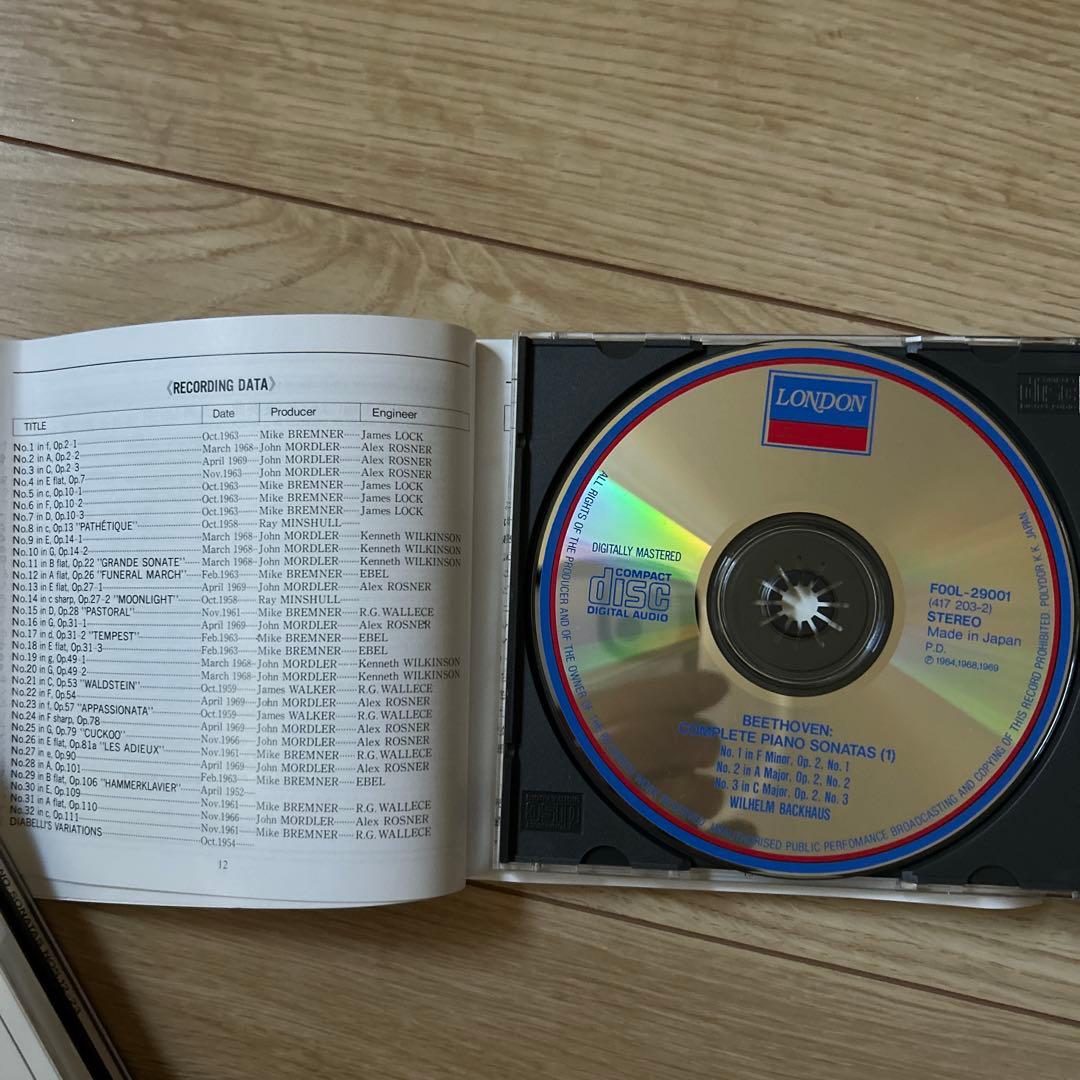 《RECORDING DATA》
TITLE Date Producer Engineer
No.1 in f, Op.2-1 Oct.1963 Mike BREMNER James LOCK
No.2 in A, Op.2-2 March 1968 John MORDLER Alex ROSNER
No.3 in C, Op.2-3 April 1969 John MORDLER Alex ROSNER
No.4 in E flat, Op.7 Nov.1963 Mike BREMNER James LOCK
No.5 in c, Op.10-1 Oct.1963 Mike BREMNER James LOCK
No.6 in F, Op.10-2 Oct.1963 Mike BREMNER James LOCK
No.7 in D, Op.10-3 Oct.1963 Mike BREMNER James LOCK
No.8 in c, Op.13 "PATHÉTIQUE" Oct.1958 Ray MINSHULL
No.9 in E, Op.14-1 March 1968 John MORDLER Kenneth WILKINSON
No.10 in G, Op.14-2 March 1968 John MORDLER Kenneth WILKINSON
No.11 in B flat, Op.22 "GRANDE SONATE" March 1968 John MORDLER Kenneth WILKINSON
No.12 in A flat, Op.26 "FUNERAL MARCH" Feb.1963 Mike BREMNER EBEL
No.13 in E flat, Op.27-1 April 1969 John MORDLER Alex ROSNER
No.14 in c sharp, Op.27-2 "MOONLIGHT" Oct.1958 Ray MINSHULL
No.15 in D, Op.28 "PASTORAL" Nov.1961 Mike BREMNER R.G. WALLECE
No.16 in G, Op.31-1 April 1969 John MORDLER Alex ROSNER
No.17 in d, Op.31-2 "TEMPEST" Feb.1963 Mike BREMNER EBEL
No.18 in E flat, Op.31-3 Feb.1963 Mike BREMNER EBEL
No.19 in g, Op.49-1 March 1968 John MORDLER Kenneth WILKINSON
No.20 in G, Op.49-2 March 1968 John MORDLER Kenneth WILKINSON
No.21 in C, Op.53 "WALDSTEIN" Oct.1959 James WALKER R.G. WALLECE
No.22 in F, Op.54 April 1969 John MORDLER Alex ROSNER
No.23 in f, Op.57 "APPASSIONATA" Oct.1959 James WALKER R.G. WALLECE
No.24 in F sharp, Op.78 April 1969 John MORDLER Alex ROSNER
No.25 in G, Op.79 "CUCKOO" Nov.1966 John MORDLER Alex ROSNER
No.26 in E flat, Op.81a "LES ADIEUX" Nov.1961 Mike BREMNER R.G. WALLECE
No.27 in e, Op.90 April 1969 John MORDLER Alex ROSNER
No.28 in A, Op.101 Feb.1963 Mike BREMNER EBEL
No.29 in B flat, Op.106 "HAMMERKLAVIER" April 1952
No.30 in E, Op.109 Nov.1961 Mike BREMNER R.G. WALLECE
No.31 in A flat, Op.110 Nov.1966 John MORDLER Alex ROSNER
No.32 in c, Op.111 Nov.1961 Mike BREMNER R.G. WALLECE
DIABELLI'S VARIATIONS Oct.1954
12
LONDON
DIGITALLY MASTERED
COMPACT
disc
DIGITAL AUDIO
F00L-29001
(417 203-2)
STEREO
Made in Japan
P.D.
℗ 1964,1968,1969
BEETHOVEN:
COMPLETE PIANO SONATAS (1)
No. 1 in F Minor, Op. 2, No. 1
No. 2 in A Major, Op. 2, No. 2
No. 3 in C Major, Op. 2, No. 3
WILHELM BACKHAUS
ALL RIGHTS OF THE PRODUCER AND OF THE OWNER OF THE UNAUTHORISED PUBLIC PERFOMANCE BROADCASTING AND COPYING OF THIS RECORD PROHIBITED. POLYDOR K.K. JAPAN
COMPACT
disc
DIGITAL AUDIO
SONATAS